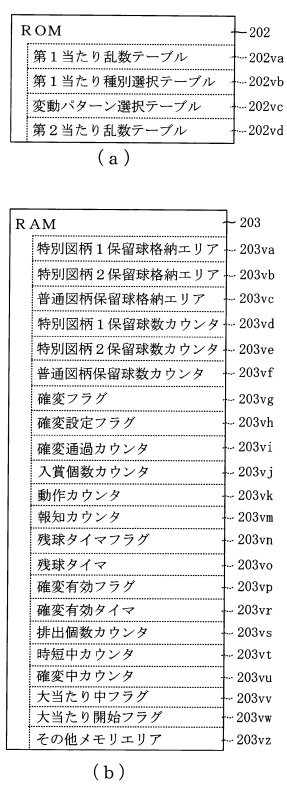 ROM 202
第１当たり乱数テーブル 202va
第１当たり種別選択テーブル 202vb
変動パターン選択テーブル 202vc
第２当たり乱数テーブル 202vd
(a)
RAM 203
特別図柄１保留球格納エリア 203va
特別図柄２保留球格納エリア 203vb
普通図柄保留球格納エリア 203vc
特別図柄１保留球数カウンタ 203vd
特別図柄２保留球数カウンタ 203ve
普通図柄保留球数カウンタ 203vf
確変フラグ 203vg
確変設定フラグ 203vh
確変通過カウンタ 203vi
入賞個数カウンタ 203vj
動作カウンタ 203vk
報知カウンタ 203vm
残球タイマフラグ 203vn
残球タイマ 203vo
確変有効フラグ 203vp
確変有効タイマ 203vr
排出個数カウンタ 203vs
時短中カウンタ 203vt
確変中カウンタ 203vu
大当たり中フラグ 203vv
大当たり開始フラグ 203vw
その他メモリエリア 203vz
(b)